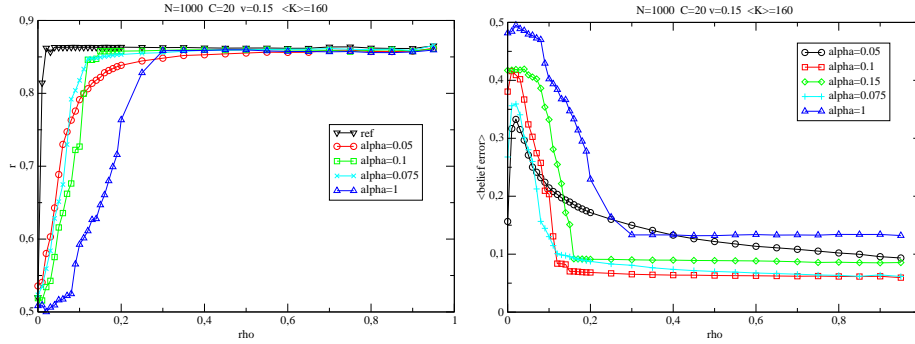 N=1000 C=20 v=0.15 <K>=160
r
0,9
0,8
0,7
0,6
0,5
0
0,2
0,4
0,6
0,8
1
rho
ref
alpha=0.05
alpha=0.1
alpha=0.075
alpha=1
N=1000 C=20 v=0.15 <K>=160
<belief error>
0,5
0,4
0,3
0,2
0,1
0
0
0,2
0,4
0,6
0,8
rho
alpha=0.05
alpha=0.1
alpha=0.15
alpha=0.075
alpha=1